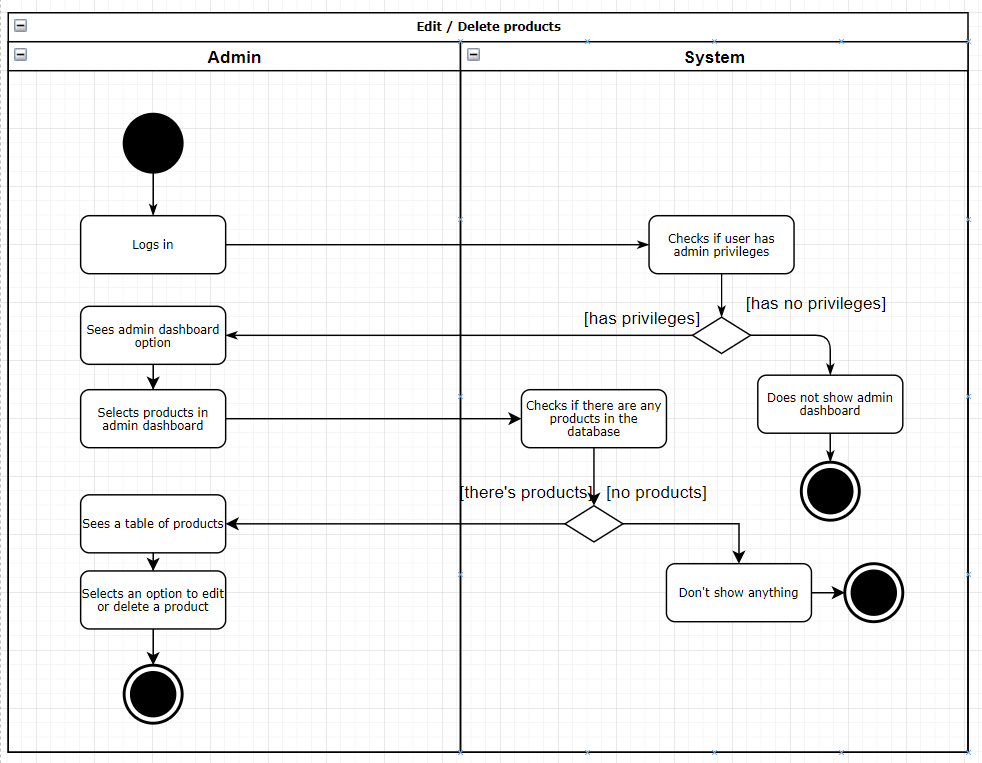 Edit / Delete products
Admin
System
Logs in
Checks if user has
admin privileges
[has privileges]
[has no privileges]
Sees admin dashboard
option
Does not show admin
dashboard
Selects products in
admin dashboard
Checks if there are any
products in the
database
[there's products]
[no products]
Sees a table of products
Don't show anything
Selects an option to edit
or delete a product